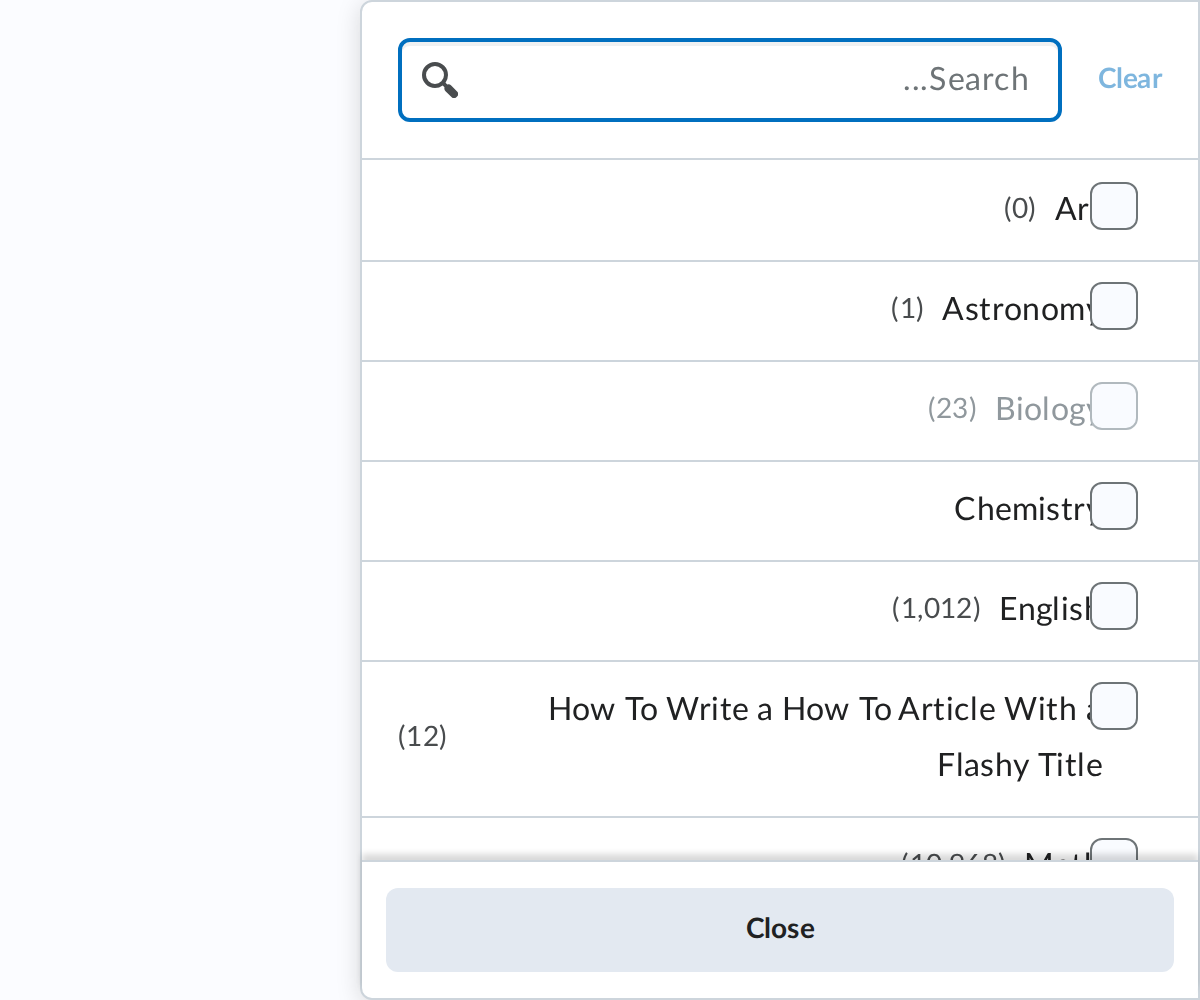 ...Search
Clear
(0) Ar
(1) Astronomy
(23) Biology
Chemistry
(1,012) English
How To Write a How To Article With a
(12)
Flashy Title
Close